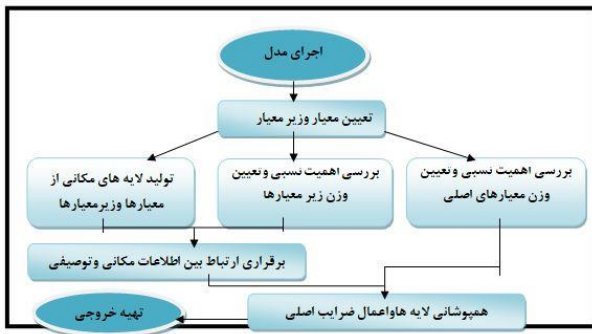 اجرای مدل
تعیین معیار وزیر معیار
بررسی اهمیت نسبی وتعیین
وزن معیارهای اصلی
بررسی اهمیت نسبی وتعیین
وزن زیر معیارها
تولید لایه های مکانی از
معیارها وزیرمعیارها
برقراری ارتباط بین اطلاعات مکانی وتوصیفی
همپوشانی لایه هاواعمال ضرایب اصلی
تهیه خروجی